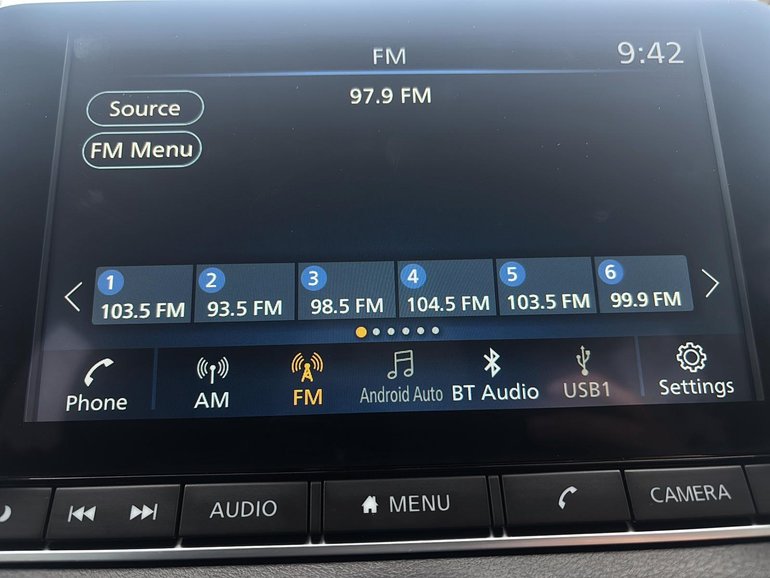 FM
9:42
97.9 FM
Source
FM Menu
1 2 3 4 5 6
103.5 FM 93.5 FM 98.5 FM 104.5 FM 103.5 FM 99.9 FM
Phone AM FM Android Auto BT Audio USB1 Settings
AUDIO MENU CAMERA